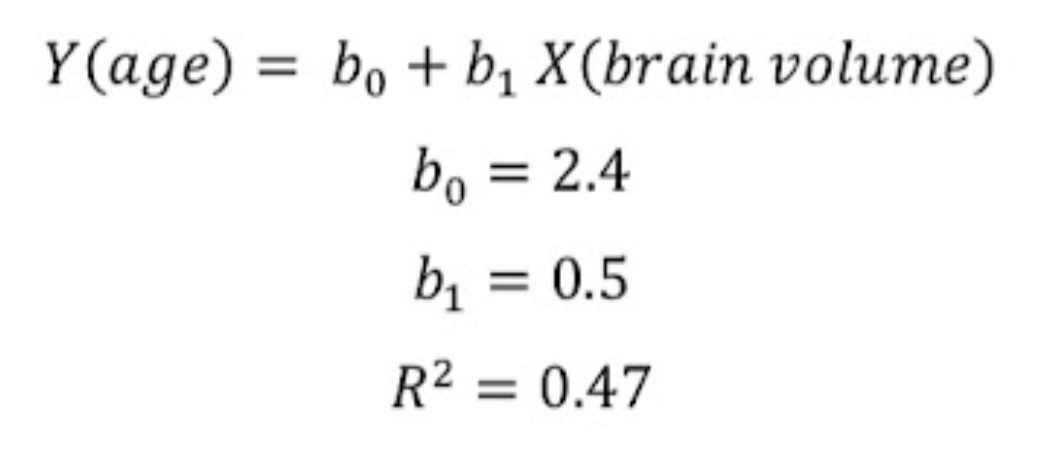 Y(age) = b₀ + b₁ X(brain volume)
b₀ = 2.4
b₁ = 0.5
R² = 0.47